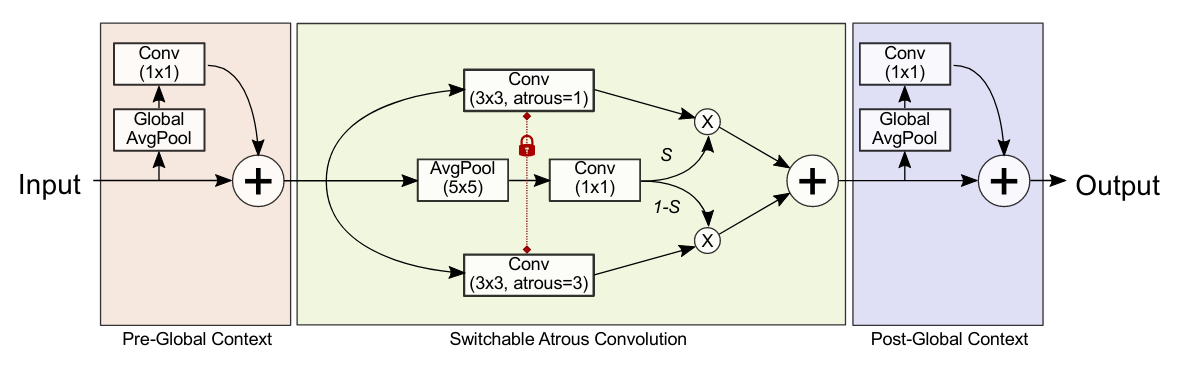 Conv
(1x1)
Global
AvgPool
Input
+
Pre-Global Context
Conv
(3x3, atrous=1)
AvgPool
(5x5)
Conv
(1x1)
S
1-S
X
X
Conv
(3x3, atrous=3)
+
Switchable Atrous Convolution
Conv
(1x1)
Global
AvgPool
+
Output
Post-Global Context